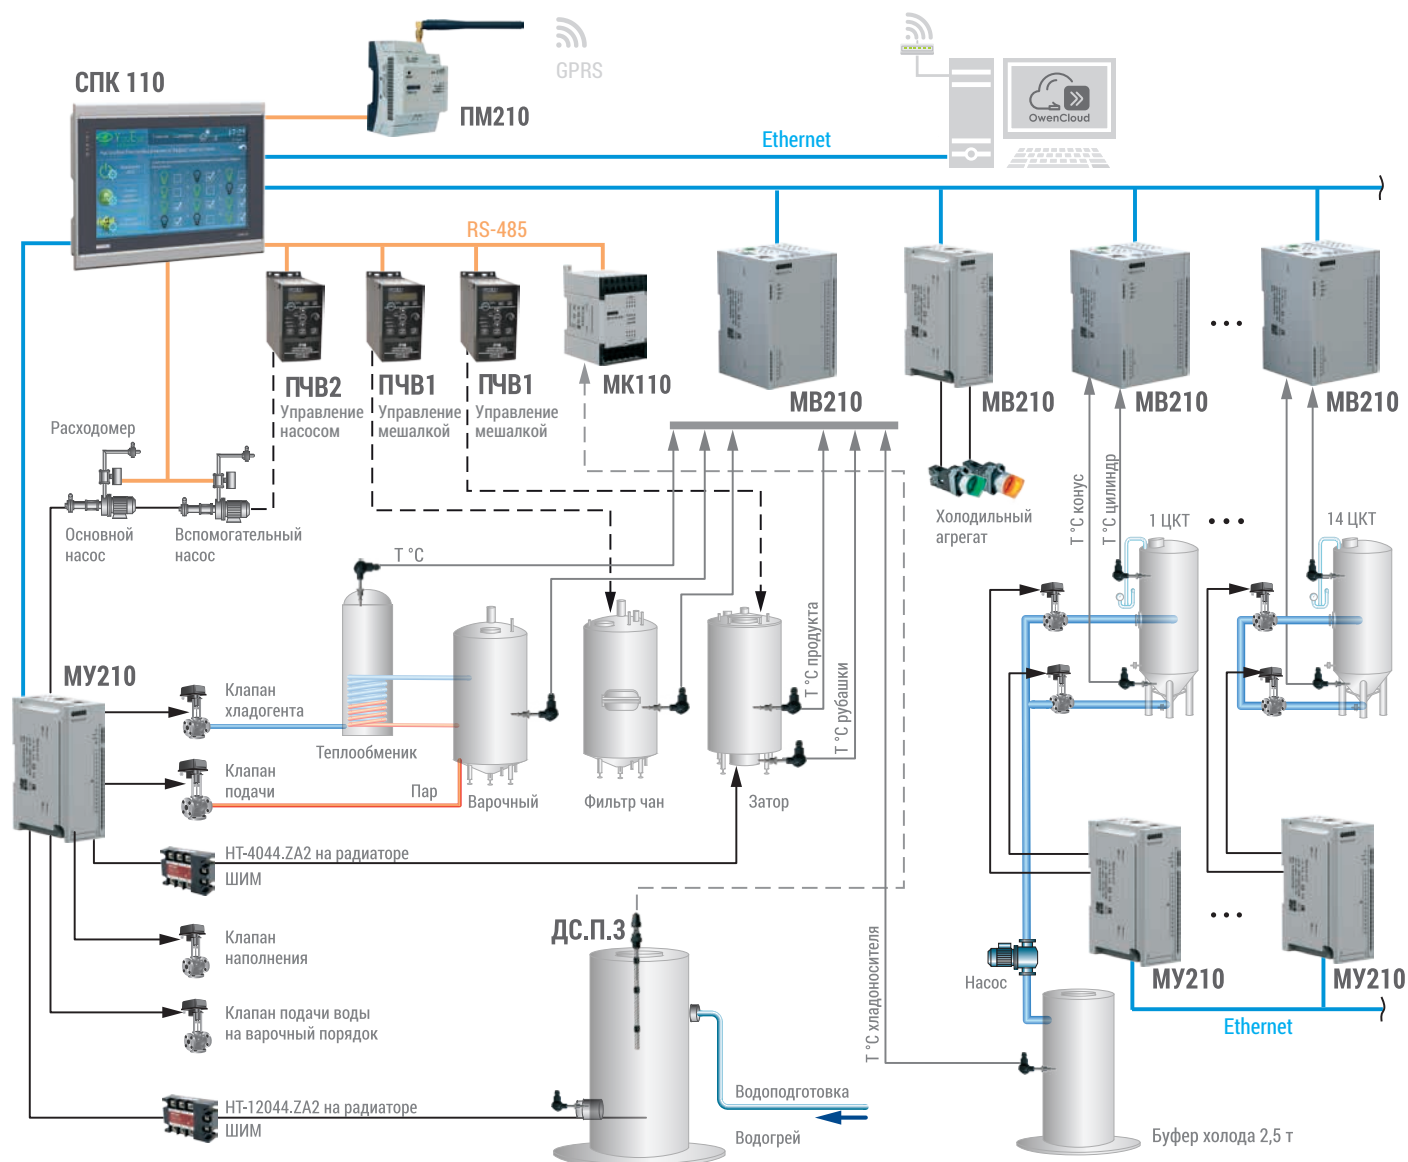 СПК 110
ПМ210
GPRS
OwenCloud
Ethernet
RS-485
ПЧВ2
Управление
насосом
ПЧВ1
Управление
мешалкой
ПЧВ1
Управление
мешалкой
МК110
МВ210
МВ210
МВ210
МВ210
Расходомер
Основной
насос
Вспомогательный
насос
Холодильный
агрегат
T °C конус
T °C цилиндр
1 ЦКТ
14 ЦКТ
T °C
T °C продукта
T °C рубашки
МУ210
Клапан
хладогента
Теплообменик
Клапан
подачи
Пар
Варочный
Фильтр чан
Затор
НТ-4044.ZA2 на радиаторе
ШИМ
ДС.П.3
Клапан
наполнения
T °C хладоносителя
Насос
МУ210
МУ210
Клапан подачи воды
на варочный порядок
Ethernet
НТ-12044.ZA2 на радиаторе
ШИМ
Водоподготовка
Водогрей
Буфер холода 2,5 т